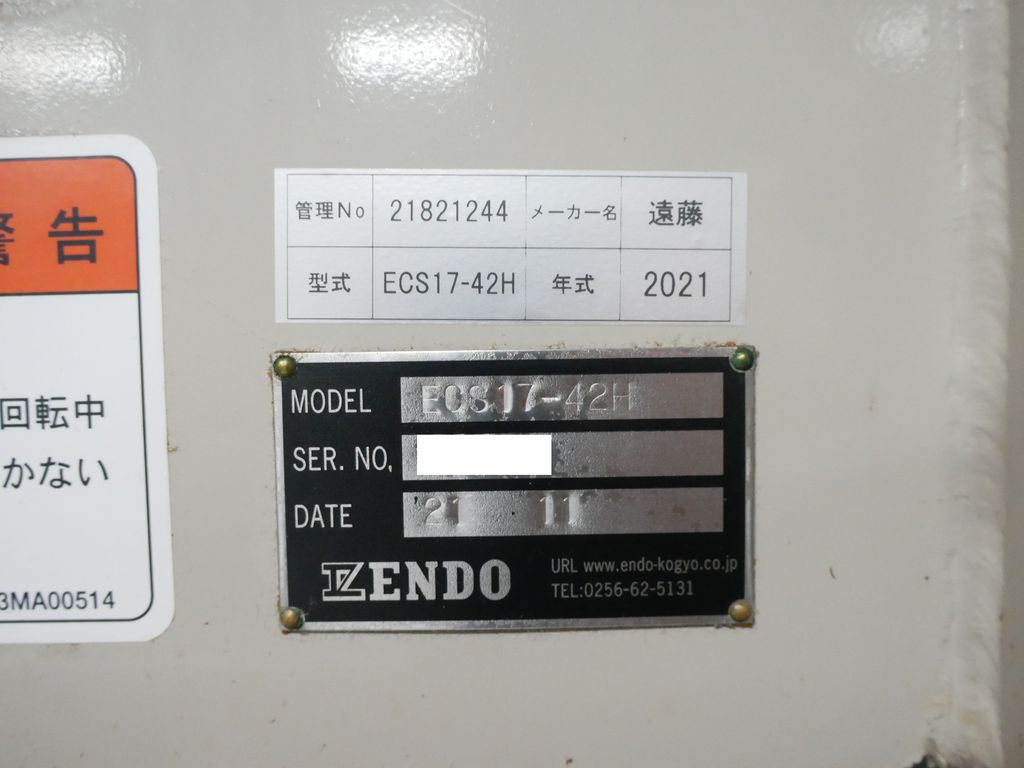 告
回転中
かない
3MA00514
管理No 21821244 メーカー名 遠藤
型式 ECS17-42H 年式 2021
MODEL ECS17-42H
SER. NO.
DATE 21 11
ENDO
URL www.endo-kogyo.co.jp
TEL:0256-62-5131